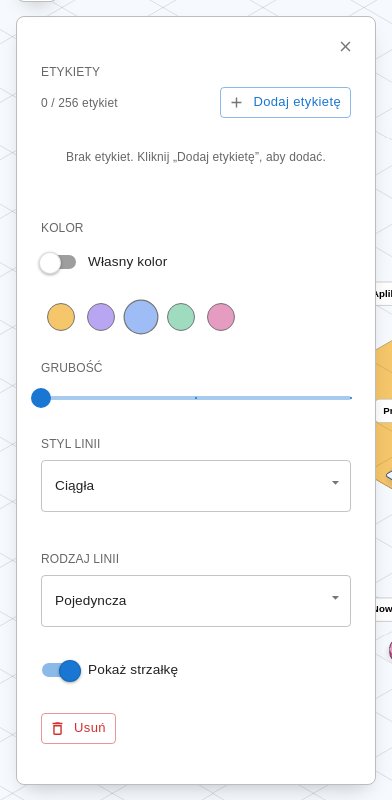 ETYKIETY
0 / 256 etykiet
Dodaj etykietę
Brak etykiet. Kliknij „Dodaj etykietę”, aby dodać.
KOLOR
Własny kolor
GRUBOŚĆ
STYL LINII
Ciągła
RODZAJ LINII
Pojedyncza
Pokaż strzałkę
Usuń